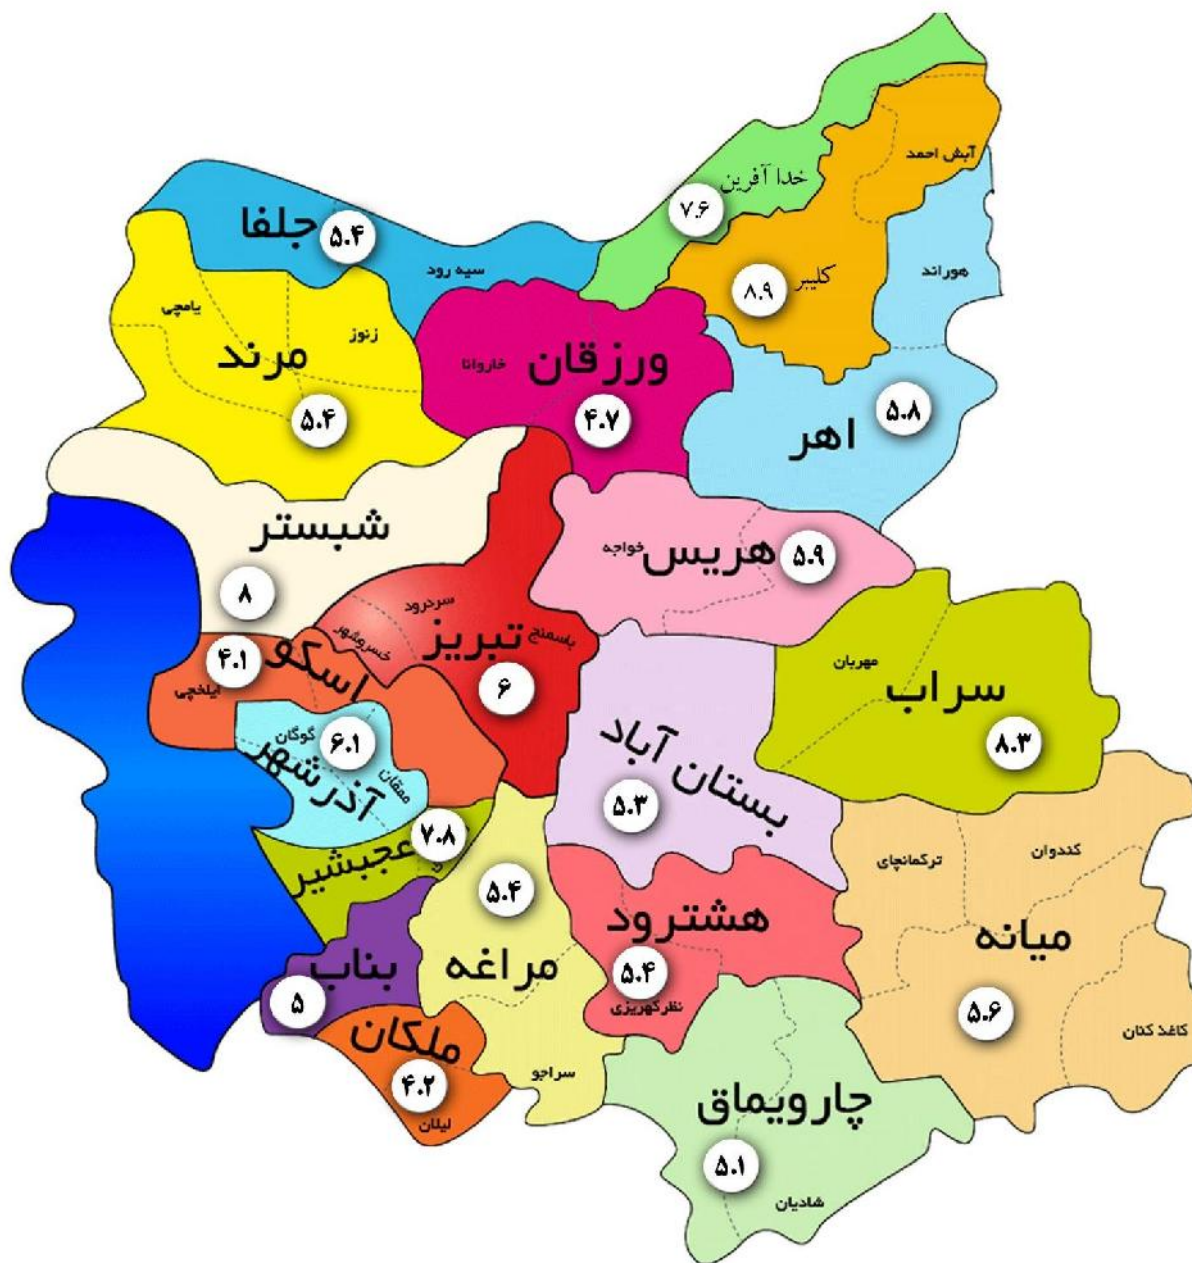 آبش احمد
خدا آفرین
۷.۶
جلفا
۵.۴
سیه رود
کلیبر
۸.۹
هوراند
یامچی
زنوز
مرند
۵.۴
ورزقان
خاروانا
۴.۷
۵.۸
اهر
شبستر
۸
هریس
خواجه
۵.۹
سردرود
باسمنج
تبریز
خسروشهر
۶
اسکو
۴.۱
ایلخچی
مهربان
سراب
۸.۳
گوگان
۶.۱
آذرشهر
ممقان
بستان آباد
۵.۳
۷.۸
عجبشیر
ترکمانچای
کندوان
۵.۴
مراغه
هشترود
۵.۴
نظرکهریزی
میانه
۵.۶
کاغذ کنان
بناب
۵
ملکان
۴.۲
لیلان
سراجو
چارویماق
۵.۱
شادیان